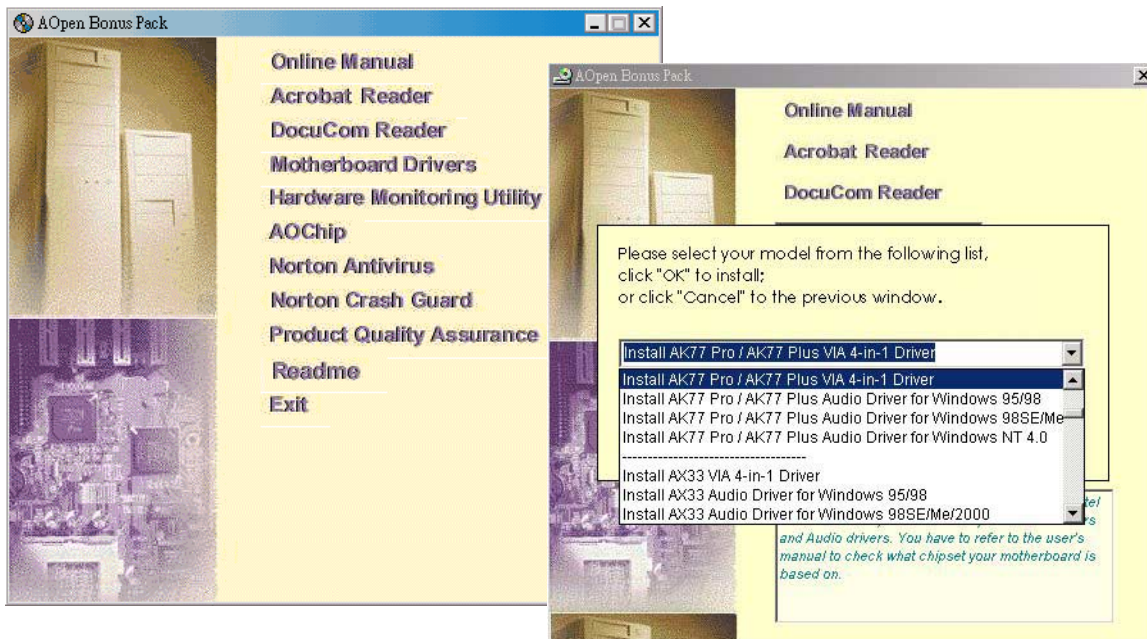 AOpen Bonus Pack
Online Manual
Acrobat Reader
DocuCom Reader
Motherboard Drivers
Hardware Monitoring Utility
AOChip
Norton Antivirus
Norton Crash Guard
Product Quality Assurance
Readme
Exit
AOpen Bonus Pack
Online Manual
Acrobat Reader
DocuCom Reader
Please select your model from the following list,
click "OK" to install;
or click "Cancel" to the previous window.
Install AK77 Pro / AK77 Plus VIA 4-in-1 Driver
Install AK77 Pro / AK77 Plus VIA 4-in-1 Driver
Install AK77 Pro / AK77 Plus Audio Driver for Windows 95/98
Install AK77 Pro / AK77 Plus Audio Driver for Windows 98SE/Me
Install AK77 Pro / AK77 Plus Audio Driver for Windows NT 4.0
------------------------------------
Install AX33 VIA 4-in-1 Driver
Install AX33 Audio Driver for Windows 95/98
Install AX33 Audio Driver for Windows 98SE/Me/2000
and Audio drivers. You have to refer to the user's
manual to check what chipset your motherboard is
based on.